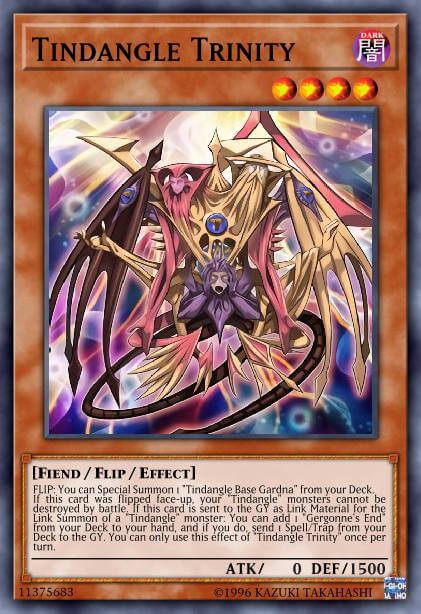 Tindangle Trinity
DARK
闇
[Fiend / Flip / Effect]
FLIP: You can Special Summon 1 "Tindangle Base Gardna" from your Deck.
If this card was flipped face-up, your "Tindangle" monsters cannot be
destroyed by battle. If this card is sent to the GY as Link Material for the
Link Summon of a "Tindangle" monster: You can add 1 "Gergonne's End"
from your Deck to your hand, and if you do, send 1 Spell/Trap from your
Deck to the GY. You can only use this effect of "Tindangle Trinity" once per
turn.
ATK/ 0 DEF/1500
11375683
©1996 KAZUKI TAKAHASHI